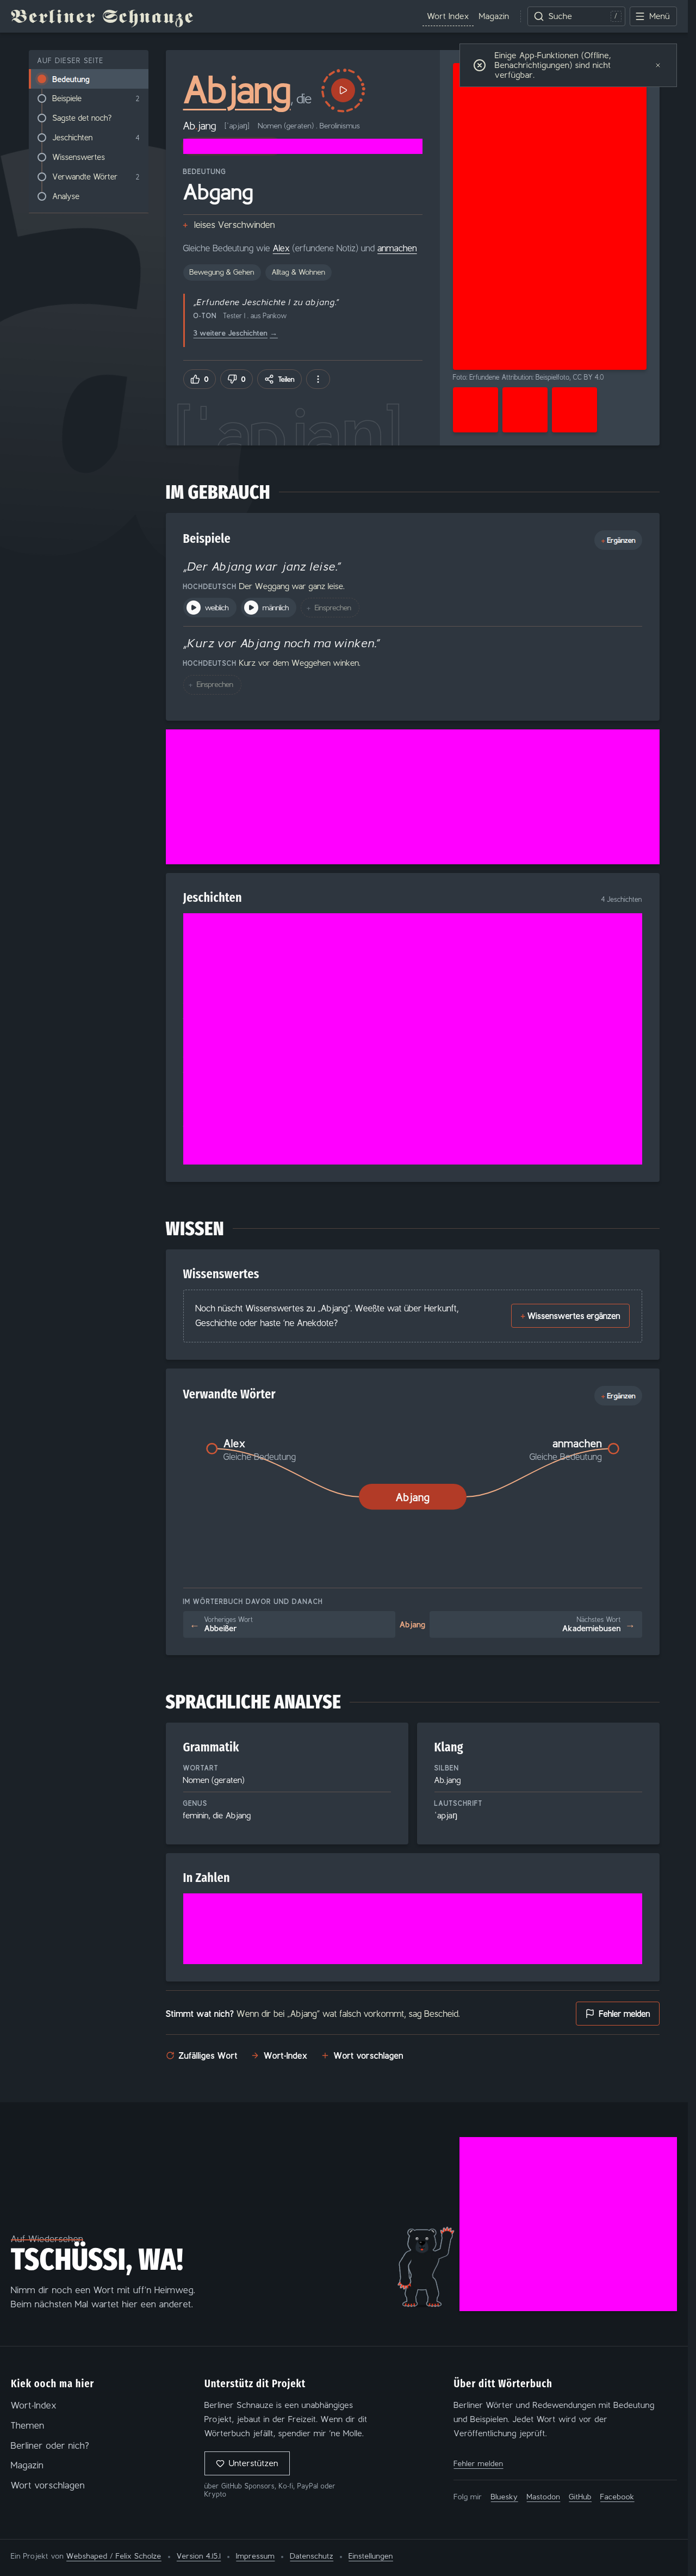 Berliner Schnauze
Wort Index
Magazin
Suche
/
Menü
Einige App-Funktionen (Offline,
Benachrichtigungen) sind nicht
verfügbar.
AUF DIESER SEITE
Bedeutung
Beispiele 2
Sagste det noch?
Jeschichten 4
Wissenswertes
Verwandte Wörter 2
Analyse
Abjang, die
Ab.jang [ˈapjaŋ] Nomen (geraten) . Berolinismus
BEDEUTUNG
Abgang
+ leises Verschwinden
Gleiche Bedeutung wie Alex (erfundene Notiz) und anmachen
Bewegung & Gehen
Alltag & Wohnen
„Erfundene Jeschichte 1 zu abjang.“
O-TON Tester 1 . aus Pankow
3 weitere Jeschichten →
0
0
Teilen
[ˈapjaŋ]
Foto: Erfundene Attribution: Beispielfoto, CC BY 4.0
IM GEBRAUCH
Beispiele
+ Ergänzen
„Der Abjang war janz leise.“
HOCHDEUTSCH Der Weggang war ganz leise.
weiblich
männlich
+ Einsprechen
„Kurz vor Abjang noch ma winken.“
HOCHDEUTSCH Kurz vor dem Weggehen winken.
+ Einsprechen
Jeschichten
4 Jeschichten
WISSEN
Wissenswertes
Noch nüscht Wissenswertes zu „Abjang“. Weeßte wat über Herkunft,
Geschichte oder haste 'ne Anekdote?
+ Wissenswertes ergänzen
Verwandte Wörter
+ Ergänzen
Alex
Gleiche Bedeutung
anmachen
Gleiche Bedeutung
Abjang
IM WÖRTERBUCH DAVOR UND DANACH
← Vorheriges Wort
Abbeißer
Abjang
Nächstes Wort →
Akademiebusen
SPRACHLICHE ANALYSE
Grammatik
WORTART
Nomen (geraten)
GENUS
feminin, die Abjang
Klang
SILBEN
Ab.jang
LAUTSCHRIFT
ˈapjaŋ
In Zahlen
Stimmt wat nich? Wenn dir bei „Abjang“ wat falsch vorkommt, sag Bescheid.
Fehler melden
Zufälliges Wort
Wort-Index
Wort vorschlagen
Auf Wiedersehen
TSCHÜSSI, WA!
Nimm dir noch een Wort mit uff'n Heimweg.
Beim nächsten Mal wartet hier een anderet.
Kiek ooch ma hier
Wort-Index
Themen
Berliner oder nich?
Magazin
Wort vorschlagen
Unterstütz dit Projekt
Berliner Schnauze is een unabhängiges
Projekt, jebaut in der Freizeit. Wenn dir dit
Wörterbuch jefällt, spendier mir 'ne Molle.
Unterstützen
über GitHub Sponsors, Ko-fi, PayPal oder
Krypto
Über ditt Wörterbuch
Berliner Wörter und Redewendungen mit Bedeutung
und Beispielen. Jedet Wort wird vor der
Veröffentlichung jeprüft.
Fehler melden
Folg mir Bluesky Mastodon GitHub Facebook
Ein Projekt von Webshaped / Felix Scholze
Version 4.15.1
Impressum
Datenschutz
Einstellungen